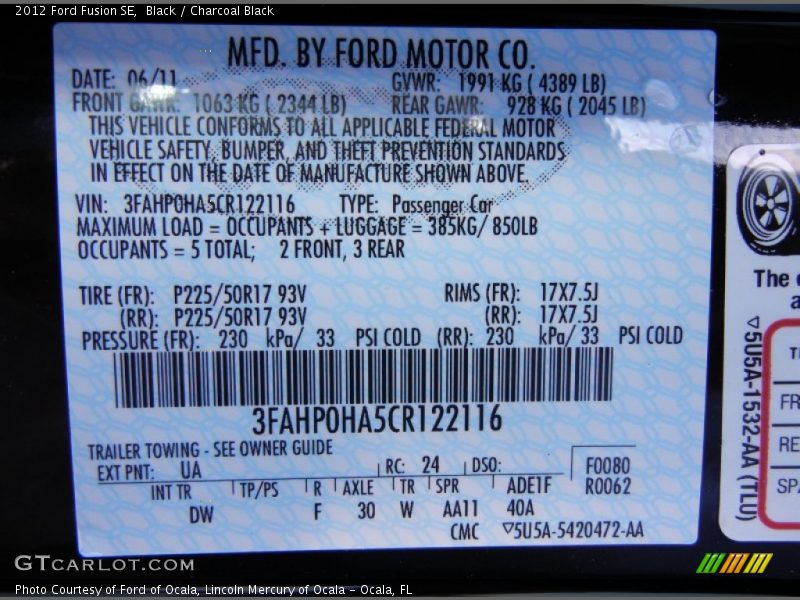 2012 Ford Fusion SE, Black / Charcoal Black
MFD. BY FORD MOTOR CO.
DATE: 06/11 GVWR: 1991 KG ( 4389 LB)
FRONT GAWR: 1063 KG ( 2344 LB) REAR GAWR: 928 KG ( 2045 LB)
THIS VEHICLE CONFORMS TO ALL APPLICABLE FEDERAL MOTOR
VEHICLE SAFETY, BUMPER, AND THEFT PREVENTION STANDARDS
IN EFFECT ON THE DATE OF MANUFACTURE SHOWN ABOVE.
VIN: 3FAHP0HA5CR122116 TYPE: Passenger Car
MAXIMUM LOAD = OCCUPANTS + LUGGAGE = 385KG/ 850LB
OCCUPANTS = 5 TOTAL; 2 FRONT, 3 REAR
TIRE (FR): P225/50R17 93V RIMS (FR): 17X7.5J
(RR): P225/50R17 93V (RR): 17X7.5J
PRESSURE (FR): 230 kPa/ 33 PSI COLD (RR): 230 kPa/ 33 PSI COLD
3FAHP0HA5CR122116
TRAILER TOWING - SEE OWNER GUIDE
EXT PNT: UA RC: 24 DSO: F0080
INT TR TP/PS R AXLE TR SPR ADE1F R0062
DW F 30 W AA11 40A
CMC ▽5U5A-5420472-AA
The
▽5U5A-1532-AA (TLU)
FR
RE
SPA
GTCARLOT.COM
Photo Courtesy of Ford of Ocala, Lincoln Mercury of Ocala - Ocala, FL